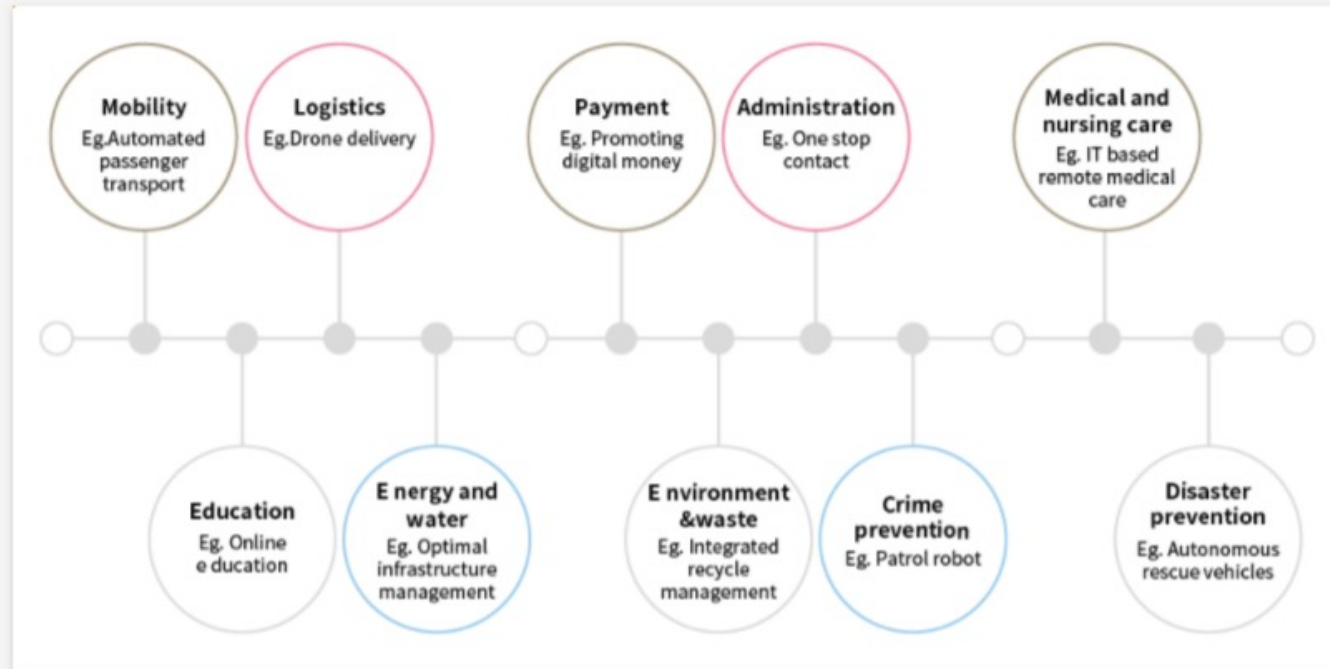 Mobility
Eg.Automated
passenger
transport
Logistics
Eg.Drone delivery
Payment
Eg. Promoting
digital money
Administration
Eg. One stop
contact
Medical and
nursing care
Eg. IT based
remote medical
care
Education
Eg. Online
e ducation
E nergy and
water
Eg. Optimal
infrastructure
management
E nvironment
&waste
Eg. Integrated
recycle
management
Crime
prevention
Eg. Patrol robot
Disaster
prevention
Eg. Autonomous
rescue vehicles